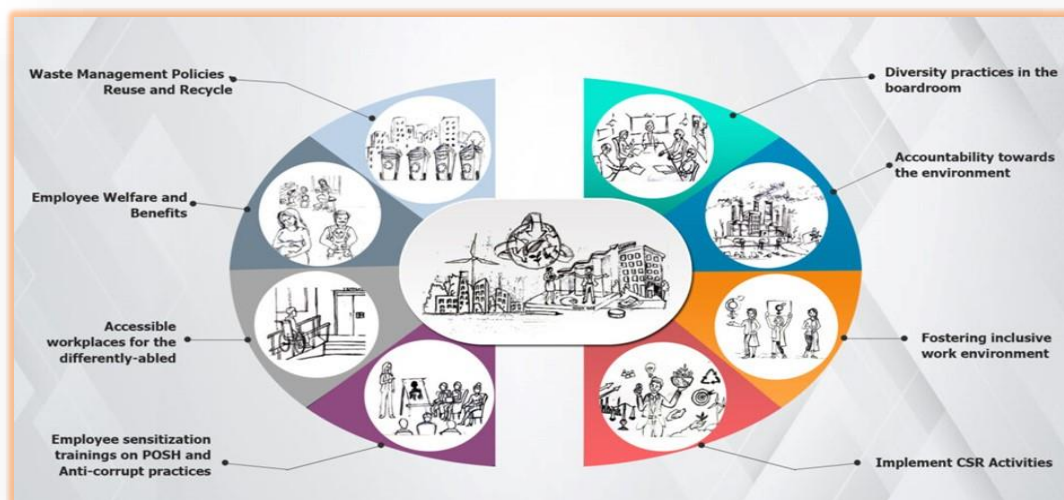 Waste Management Policies
Reuse and Recycle
Employee Welfare and
Benefits
Accessible
workplaces for the
differently-abled
Employee sensitization
trainings on POSH and
Anti-corrupt practices
Diversity practices in the
boardroom
Accountability towards
the environment
Fostering inclusive
work environment
Implement CSR Activities